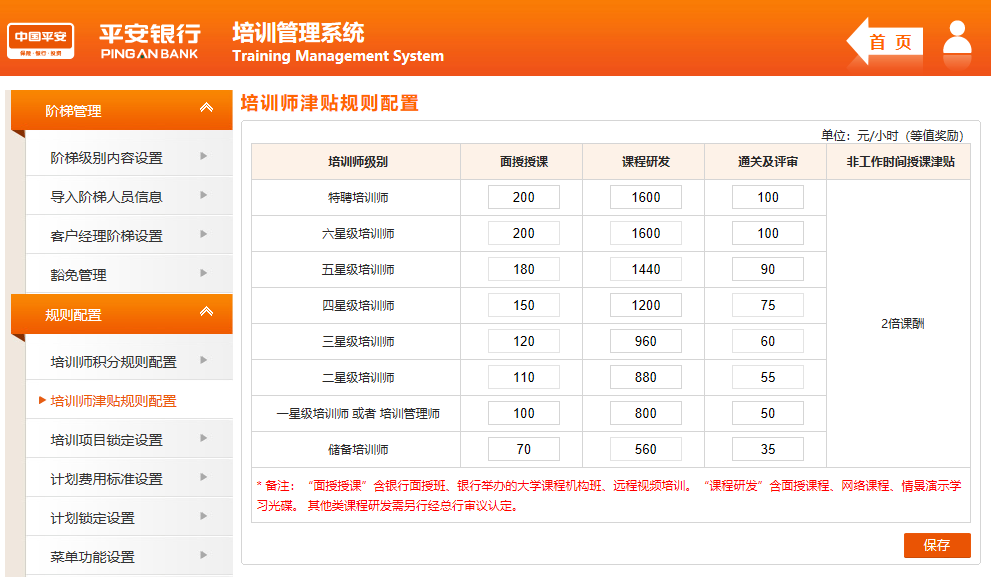 中国平安
保险·银行·投资
平安银行
PING AN BANK
培训管理系统
Training Management System
首 页
阶梯管理
阶梯级别内容设置
导入阶梯人员信息
客户经理阶梯设置
豁免管理
规则配置
培训师积分规则配置
培训师津贴规则配置
培训项目锁定设置
计划费用标准设置
计划锁定设置
菜单功能设置
培训师津贴规则配置
单位：元/小时（等值奖励）
培训师级别 面授授课 课程研发 通关及评审 非工作时间授课津贴
特聘培训师 200 1600 100
六星级培训师 200 1600 100
五星级培训师 180 1440 90
四星级培训师 150 1200 75
2倍课酬
三星级培训师 120 960 60
二星级培训师 110 880 55
一星级培训师 或者 培训管理师 100 800 50
储备培训师 70 560 35
* 备注：“面授授课”含银行面授班、银行举办的大学课程机构班、远程视频培训。“课程研发”含面授课程、网络课程、情景演示学
习光碟。 其他类课程研发需另行经总行审议认定。
保存